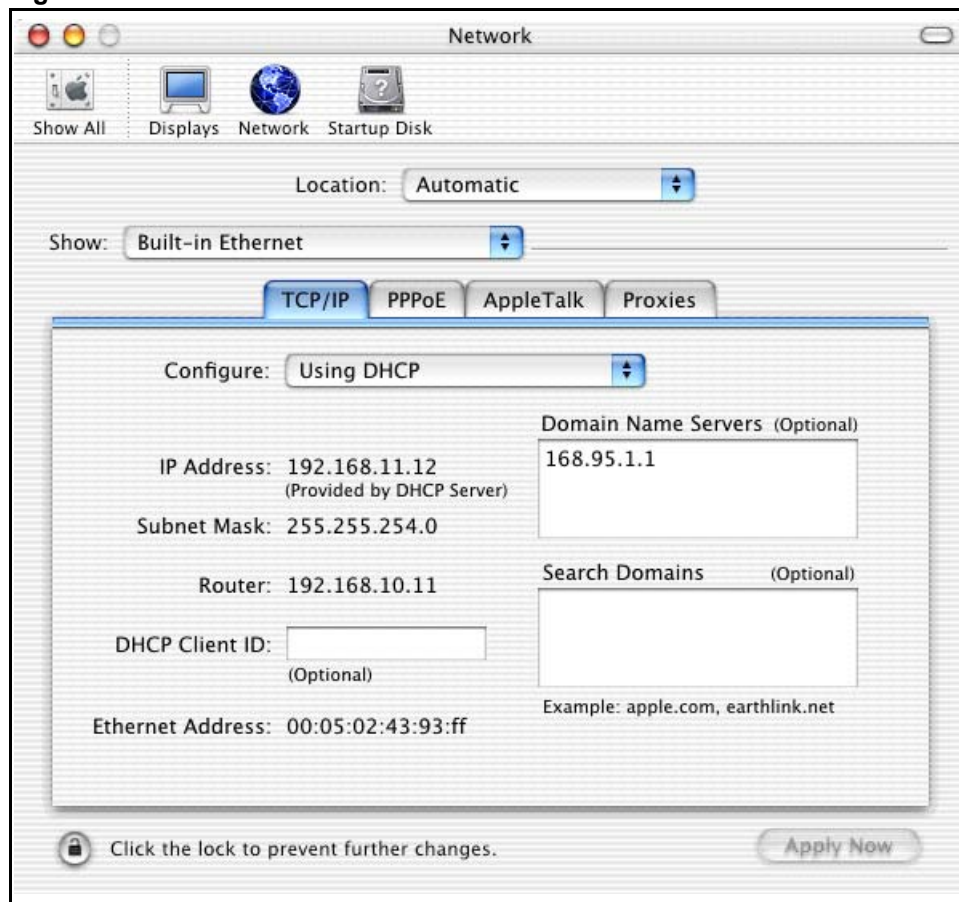 Network
Show All Displays Network Startup Disk
Location: Automatic
Show: Built-in Ethernet
TCP/IP PPPoE AppleTalk Proxies
Configure: Using DHCP
Domain Name Servers (Optional)
168.95.1.1
IP Address: 192.168.11.12
(Provided by DHCP Server)
Subnet Mask: 255.255.254.0
Router: 192.168.10.11
Search Domains (Optional)
DHCP Client ID:
(Optional)
Example: apple.com, earthlink.net
Ethernet Address: 00:05:02:43:93:ff
Click the lock to prevent further changes.
Apply Now